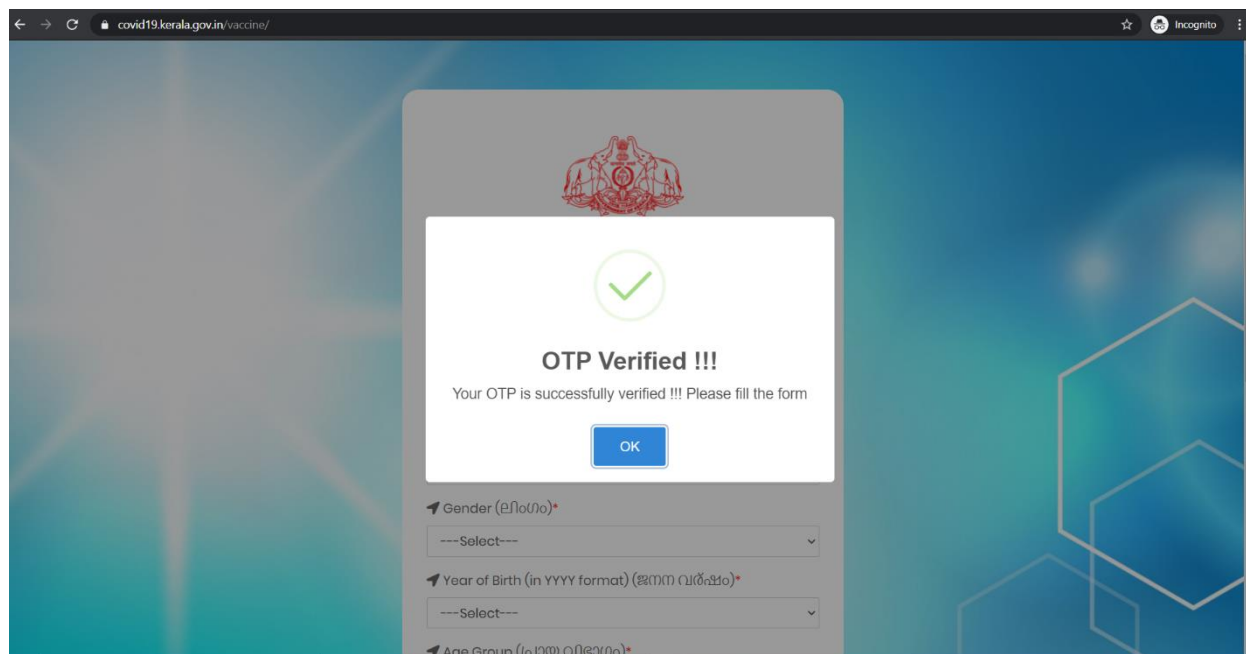 covid19.kerala.gov.in/vaccine/
Incognito
OTP Verified !!!
Your OTP is successfully verified !!! Please fill the form
OK
Gender (ലിംഗം)*
---Select---
Year of Birth (in YYYY format) (ജനന വർഷം)*
---Select---
Age Group (പ്രായ വിഭാഗം)*